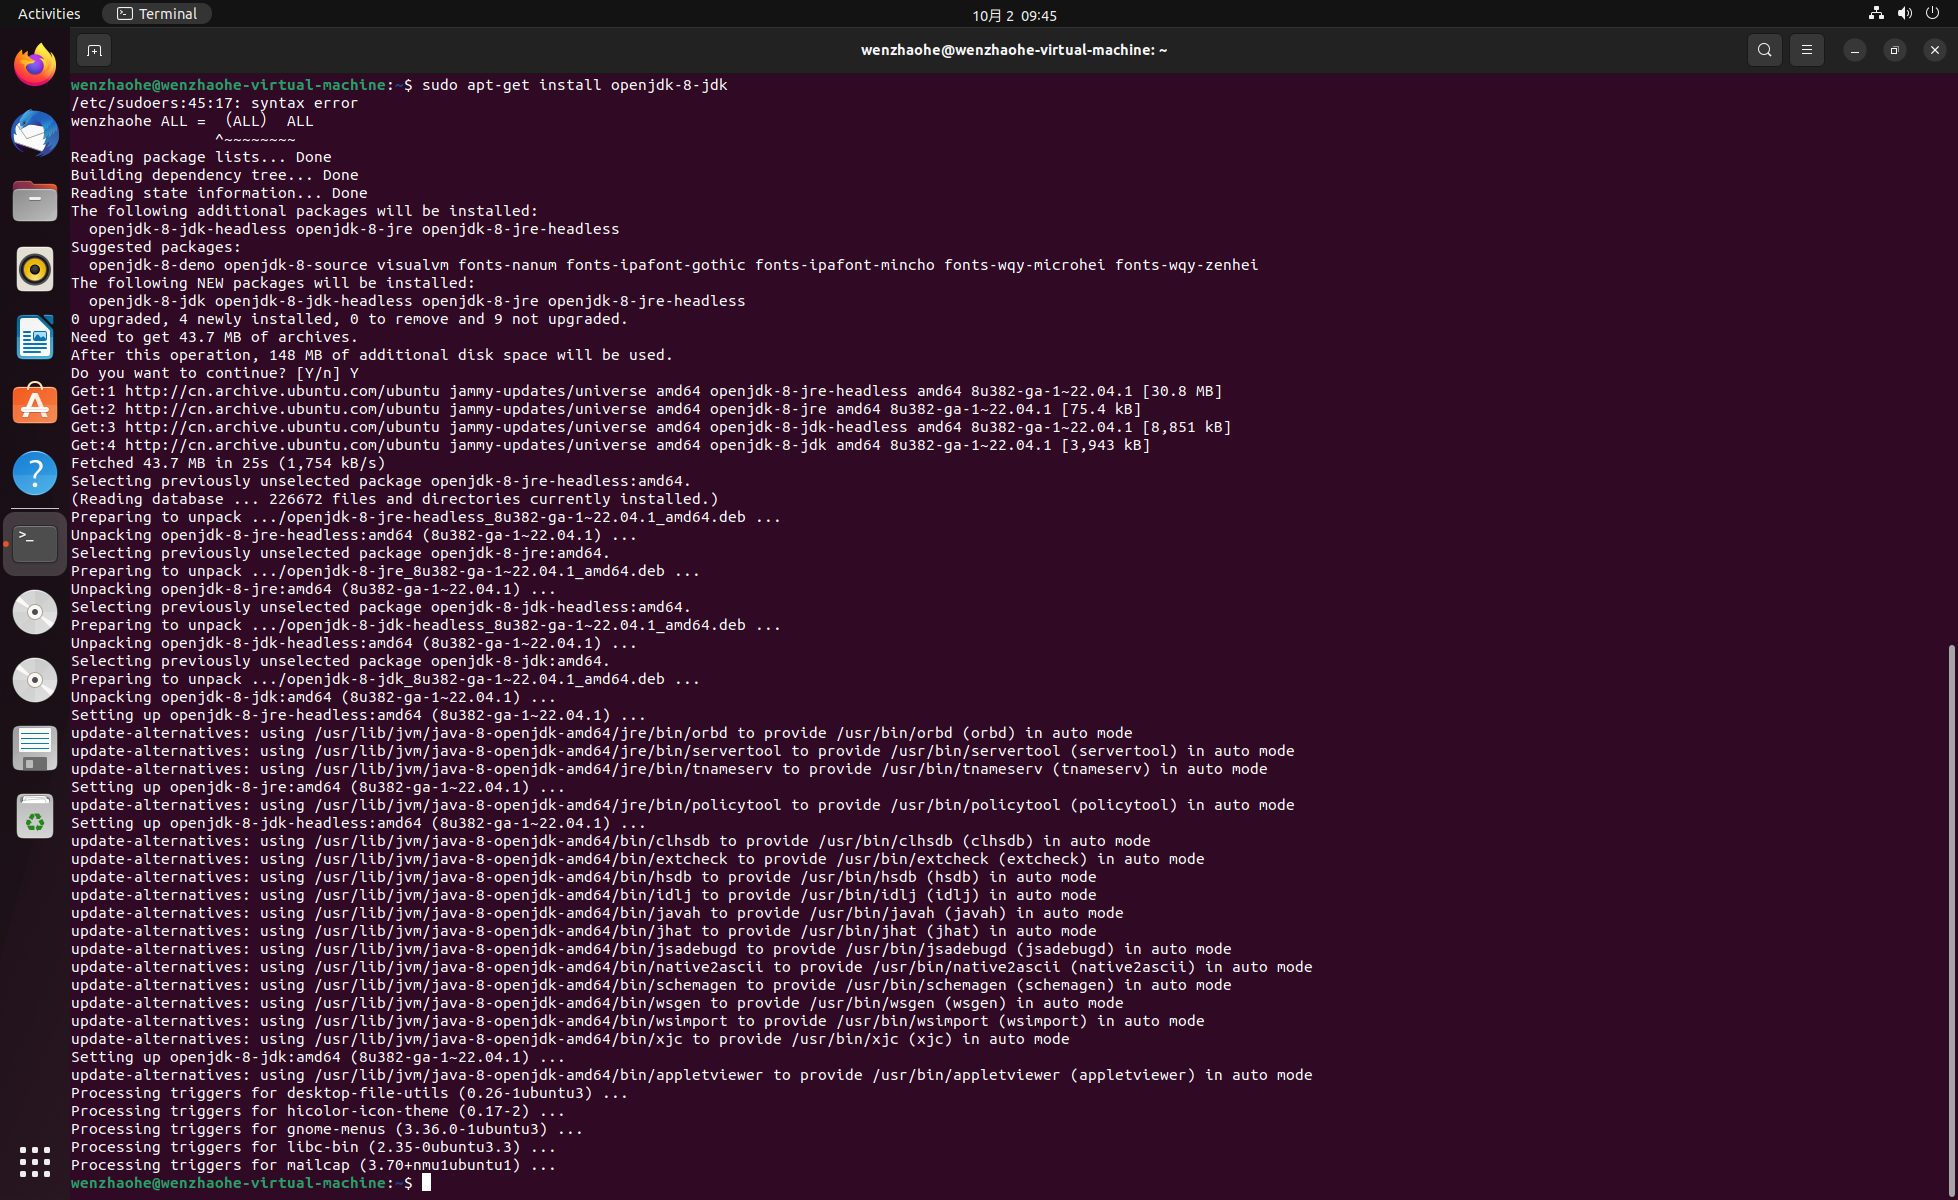 Activities
Terminal
10月 2 09:45
wenzhaohe@wenzhaohe-virtual-machine: ~
wenzhaohe@wenzhaohe-virtual-machine:~$ sudo apt-get install openjdk-8-jdk
/etc/sudoers:45:17: syntax error
wenzhaohe ALL = （ALL） ALL
^~~~~~~~~
Reading package lists... Done
Building dependency tree... Done
Reading state information... Done
The following additional packages will be installed:
openjdk-8-jdk-headless openjdk-8-jre openjdk-8-jre-headless
Suggested packages:
openjdk-8-demo openjdk-8-source visualvm fonts-nanum fonts-ipafont-gothic fonts-ipafont-mincho fonts-wqy-microhei fonts-wqy-zenhei
The following NEW packages will be installed:
openjdk-8-jdk openjdk-8-jdk-headless openjdk-8-jre openjdk-8-jre-headless
0 upgraded, 4 newly installed, 0 to remove and 9 not upgraded.
Need to get 43.7 MB of archives.
After this operation, 148 MB of additional disk space will be used.
Do you want to continue? [Y/n] Y
Get:1 http://cn.archive.ubuntu.com/ubuntu jammy-updates/universe amd64 openjdk-8-jre-headless amd64 8u382-ga-1~22.04.1 [30.8 MB]
Get:2 http://cn.archive.ubuntu.com/ubuntu jammy-updates/universe amd64 openjdk-8-jre amd64 8u382-ga-1~22.04.1 [75.4 kB]
Get:3 http://cn.archive.ubuntu.com/ubuntu jammy-updates/universe amd64 openjdk-8-jdk-headless amd64 8u382-ga-1~22.04.1 [8,851 kB]
Get:4 http://cn.archive.ubuntu.com/ubuntu jammy-updates/universe amd64 openjdk-8-jdk amd64 8u382-ga-1~22.04.1 [3,943 kB]
Fetched 43.7 MB in 25s (1,754 kB/s)
Selecting previously unselected package openjdk-8-jre-headless:amd64.
(Reading database ... 226672 files and directories currently installed.)
Preparing to unpack .../openjdk-8-jre-headless_8u382-ga-1~22.04.1_amd64.deb ...
Unpacking openjdk-8-jre-headless:amd64 (8u382-ga-1~22.04.1) ...
Selecting previously unselected package openjdk-8-jre:amd64.
Preparing to unpack .../openjdk-8-jre_8u382-ga-1~22.04.1_amd64.deb ...
Unpacking openjdk-8-jre:amd64 (8u382-ga-1~22.04.1) ...
Selecting previously unselected package openjdk-8-jdk-headless:amd64.
Preparing to unpack .../openjdk-8-jdk-headless_8u382-ga-1~22.04.1_amd64.deb ...
Unpacking openjdk-8-jdk-headless:amd64 (8u382-ga-1~22.04.1) ...
Selecting previously unselected package openjdk-8-jdk:amd64.
Preparing to unpack .../openjdk-8-jdk_8u382-ga-1~22.04.1_amd64.deb ...
Unpacking openjdk-8-jdk:amd64 (8u382-ga-1~22.04.1) ...
Setting up openjdk-8-jre-headless:amd64 (8u382-ga-1~22.04.1) ...
update-alternatives: using /usr/lib/jvm/java-8-openjdk-amd64/jre/bin/orbd to provide /usr/bin/orbd (orbd) in auto mode
update-alternatives: using /usr/lib/jvm/java-8-openjdk-amd64/jre/bin/servertool to provide /usr/bin/servertool (servertool) in auto mode
update-alternatives: using /usr/lib/jvm/java-8-openjdk-amd64/jre/bin/tnameserv to provide /usr/bin/tnameserv (tnameserv) in auto mode
Setting up openjdk-8-jre:amd64 (8u382-ga-1~22.04.1) ...
update-alternatives: using /usr/lib/jvm/java-8-openjdk-amd64/jre/bin/policytool to provide /usr/bin/policytool (policytool) in auto mode
Setting up openjdk-8-jdk-headless:amd64 (8u382-ga-1~22.04.1) ...
update-alternatives: using /usr/lib/jvm/java-8-openjdk-amd64/bin/clhsdb to provide /usr/bin/clhsdb (clhsdb) in auto mode
update-alternatives: using /usr/lib/jvm/java-8-openjdk-amd64/bin/extcheck to provide /usr/bin/extcheck (extcheck) in auto mode
update-alternatives: using /usr/lib/jvm/java-8-openjdk-amd64/bin/hsdb to provide /usr/bin/hsdb (hsdb) in auto mode
update-alternatives: using /usr/lib/jvm/java-8-openjdk-amd64/bin/idlj to provide /usr/bin/idlj (idlj) in auto mode
update-alternatives: using /usr/lib/jvm/java-8-openjdk-amd64/bin/javah to provide /usr/bin/javah (javah) in auto mode
update-alternatives: using /usr/lib/jvm/java-8-openjdk-amd64/bin/jhat to provide /usr/bin/jhat (jhat) in auto mode
update-alternatives: using /usr/lib/jvm/java-8-openjdk-amd64/bin/jsadebugd to provide /usr/bin/jsadebugd (jsadebugd) in auto mode
update-alternatives: using /usr/lib/jvm/java-8-openjdk-amd64/bin/native2ascii to provide /usr/bin/native2ascii (native2ascii) in auto mode
update-alternatives: using /usr/lib/jvm/java-8-openjdk-amd64/bin/schemagen to provide /usr/bin/schemagen (schemagen) in auto mode
update-alternatives: using /usr/lib/jvm/java-8-openjdk-amd64/bin/wsgen to provide /usr/bin/wsgen (wsgen) in auto mode
update-alternatives: using /usr/lib/jvm/java-8-openjdk-amd64/bin/wsimport to provide /usr/bin/wsimport (wsimport) in auto mode
update-alternatives: using /usr/lib/jvm/java-8-openjdk-amd64/bin/xjc to provide /usr/bin/xjc (xjc) in auto mode
Setting up openjdk-8-jdk:amd64 (8u382-ga-1~22.04.1) ...
update-alternatives: using /usr/lib/jvm/java-8-openjdk-amd64/bin/appletviewer to provide /usr/bin/appletviewer (appletviewer) in auto mode
Processing triggers for desktop-file-utils (0.26-1ubuntu3) ...
Processing triggers for hicolor-icon-theme (0.17-2) ...
Processing triggers for gnome-menus (3.36.0-1ubuntu3) ...
Processing triggers for libc-bin (2.35-0ubuntu3.3) ...
Processing triggers for mailcap (3.70+nmu1ubuntu1) ...
wenzhaohe@wenzhaohe-virtual-machine:~$